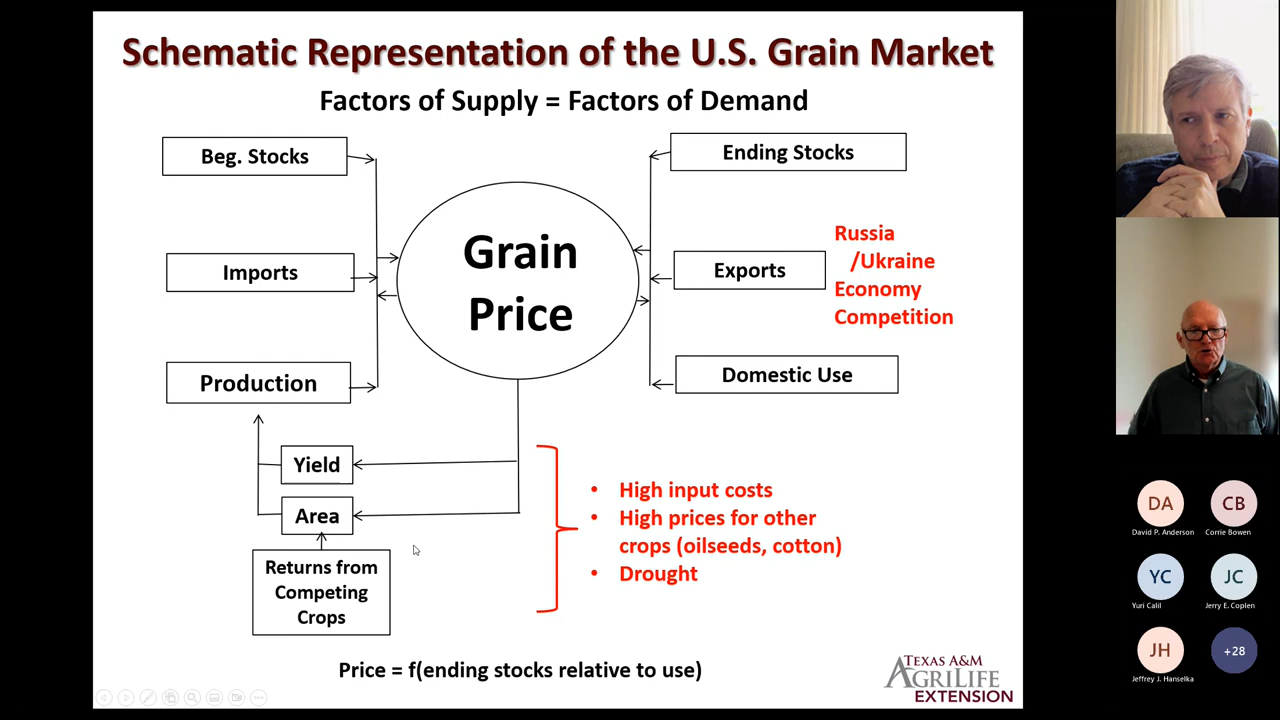 Schematic Representation of the U.S. Grain Market
Factors of Supply = Factors of Demand
Beg. Stocks
Imports
Production
Yield
Area
Returns from
Competing
Crops
Grain
Price
Ending Stocks
Exports
Domestic Use
Russia
/Ukraine
Economy
Competition
• High input costs
• High prices for other
crops (oilseeds, cotton)
• Drought
Price = f(ending stocks relative to use)
TEXAS A&M
AGRILIFE
EXTENSION
DA
David P. Anderson
CB
Corrie Bowen
YC
Yuri Calil
JC
Jerry E. Coplen
JH
Jeffrey J. Hanselka
+28